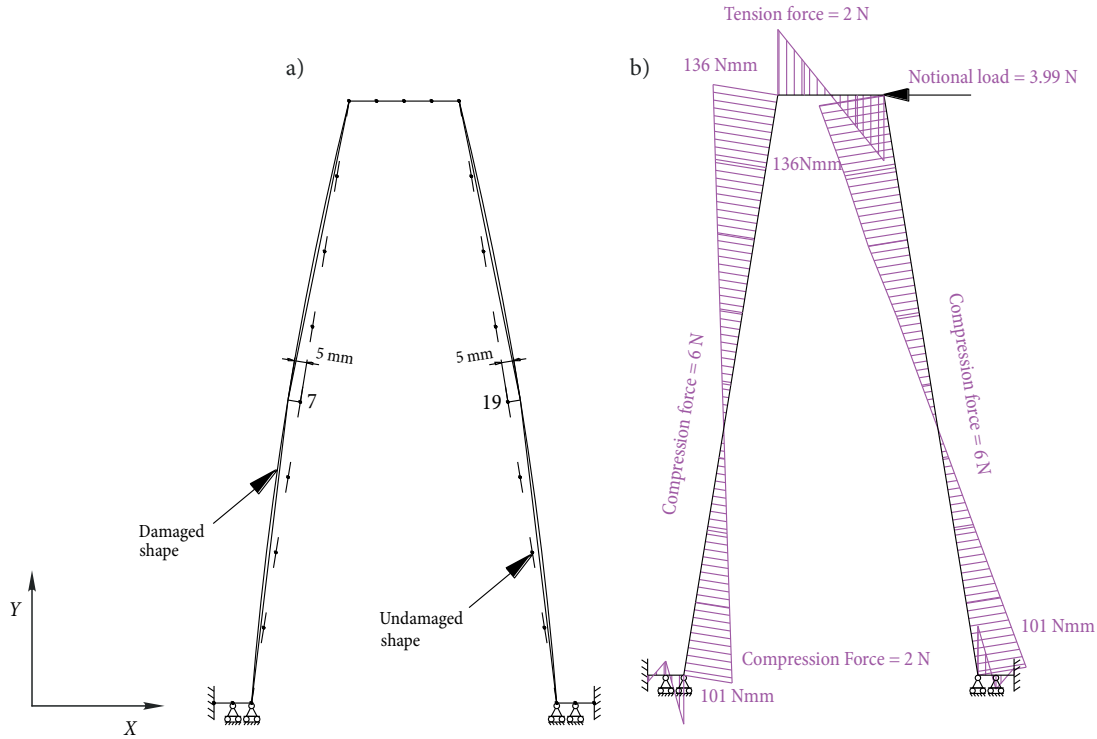 a)
5 mm
5 mm
7
19
Damaged
shape
Undamaged
shape
Y
X
b)
Tension force = 2 N
136 Nmm
Notional load = 3.99 N
136Nmm
Compression force = 6 N
Compression force = 6 N
101 Nmm
Compression Force = 2 N
101 Nmm